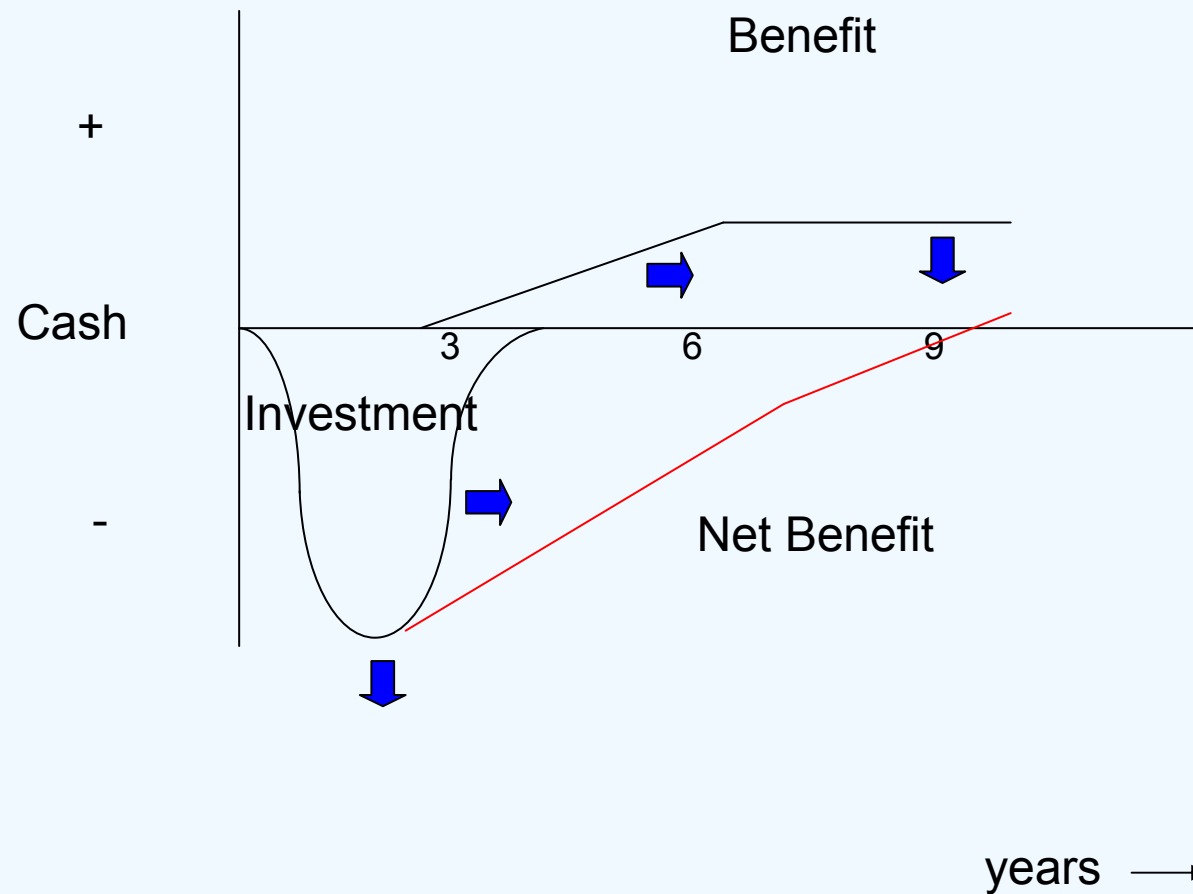 Benefit
+
Cash
3
6
9
Investment
-
Net Benefit
years